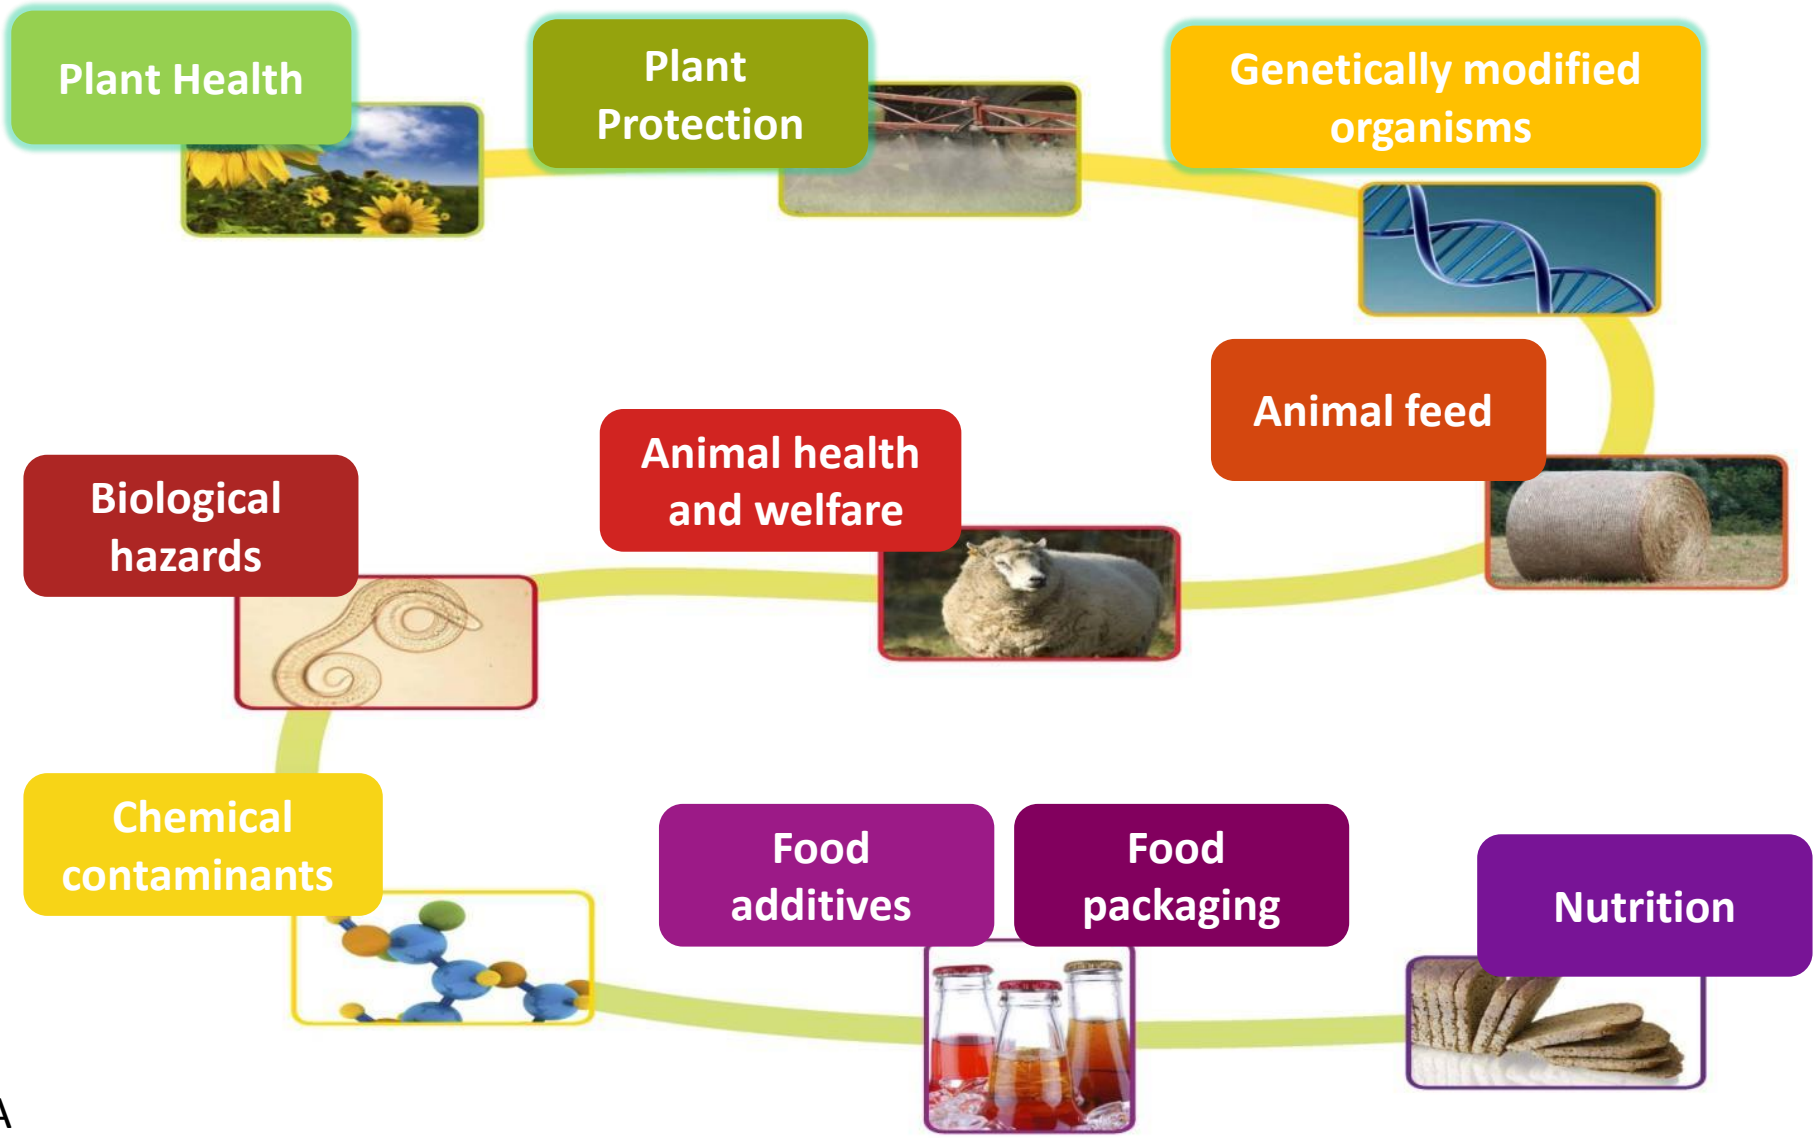 Plant Health
Plant
Protection
Genetically modified
organisms
Animal feed
Animal health
and welfare
Biological
hazards
Chemical
contaminants
Food
additives
Food
packaging
Nutrition
A